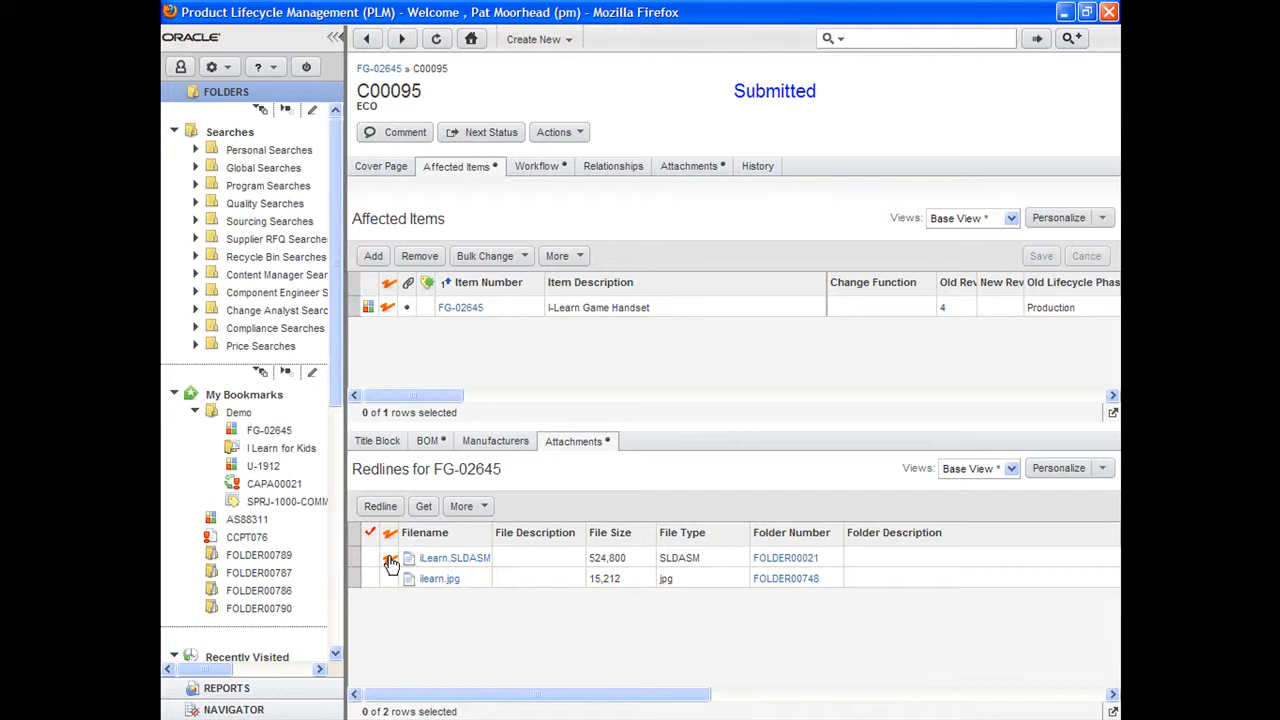 Product Lifecycle Management (PLM) - Welcome , Pat Moorhead (pm) - Mozilla Firefox
ORACLE
Create New
FOLDERS
Searches
Personal Searches
Global Searches
Program Searches
Quality Searches
Sourcing Searches
Supplier RFQ Searche
Recycle Bin Searches
Content Manager Sear
Component Engineer S
Change Analyst Searc
Compliance Searches
Price Searches
My Bookmarks
Demo
FG-02645
I Learn for Kids
U-1912
CAPA00021
SPRJ-1000-COMM
AS88311
CCPT076
FOLDER00789
FOLDER00787
FOLDER00786
FOLDER00790
Recently Visited
REPORTS
NAVIGATOR
FG-02645 » C00095
C00095
Submitted
ECO
Comment Next Status Actions
Cover Page Affected Items • Workflow • Relationships Attachments • History
Affected Items
Views: Base View * Personalize
Add Remove Bulk Change More Save Cance
Item Number Item Description Change Function Old Rev New Rev Old Lifecycle Phas
FG-02645 I-Learn Game Handset 4 Production
0 of 1 rows selected
Title Block BOM • Manufacturers Attachments •
Redlines for FG-02645
Views: Base View * Personalize
Redline Get More
Filename File Description File Size File Type Folder Number Folder Description
iLearn.SLDASM 524,800 SLDASM FOLDER00021
ilearn.jpg 15,212 jpg FOLDER00748
0 of 2 rows selected